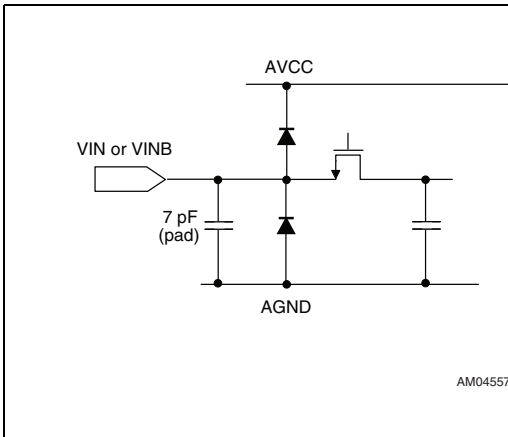 AVCC
VIN or VINB
7 pF
(pad)
AGND
AM04557